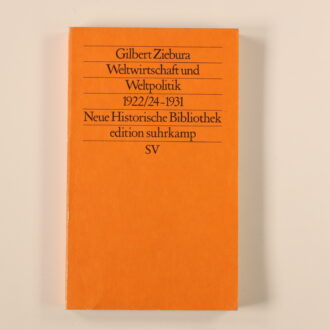 Gilbert Ziebura
Weltwirtschaft und
Weltpolitik
1922/24–1931
Neue Historische Bibliothek
edition suhrkamp
SV